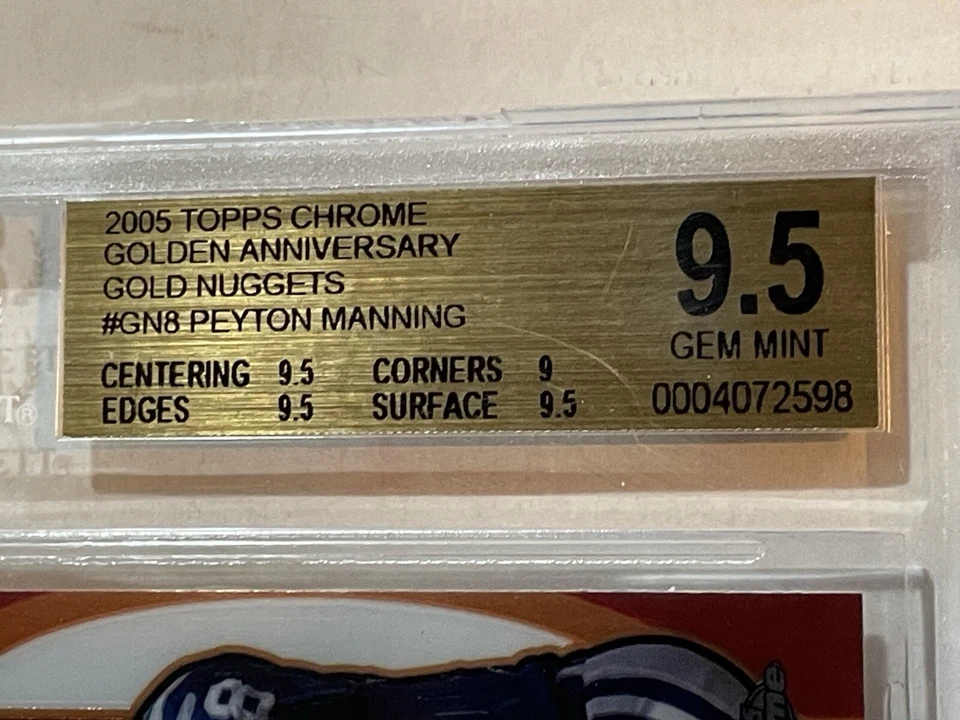 2005 TOPPS CHROME
GOLDEN ANNIVERSARY
GOLD NUGGETS
#GN8 PEYTON MANNING
CENTERING 9.5 CORNERS 9
EDGES 9.5 SURFACE 9.5
9.5
GEM MINT
0004072598
18